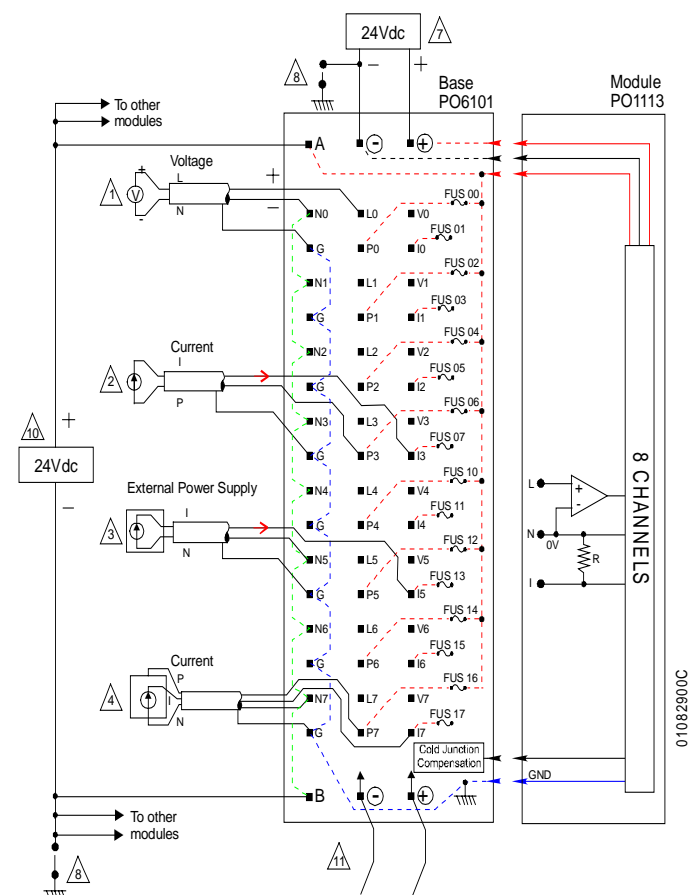 24Vdc
7
8
−
+
Base
PO6101
Module
PO1113
To other
modules
A
−
+
Voltage
1
+
V
-
L
N
+
−
FUS 00
N0
L0
V0
FUS 01
G
P0
I0
FUS 02
N1
L1
V1
FUS 03
G
P1
I1
FUS 04
N2
L2
V2
FUS 05
Current
2
I
P
G
P2
I2
FUS 06
N3
L3
V3
FUS 07
G
P3
I3
10
+
24Vdc
−
FUS 10
N4
L4
V4
FUS 11
External Power Supply
3
I
N
G
P4
I4
FUS 12
N5
L5
V5
FUS 13
G
P5
I5
FUS 14
N6
L6
V6
FUS 15
Current
4
P
I
N
G
P6
I6
FUS 16
N7
L7
V7
FUS 17
G
P7
I7
Cold Junction
Compensation
L
+
-
N
0V
R
I
8 CHANNELS
GND
B
−
+
To other
modules
8
11
01082900C